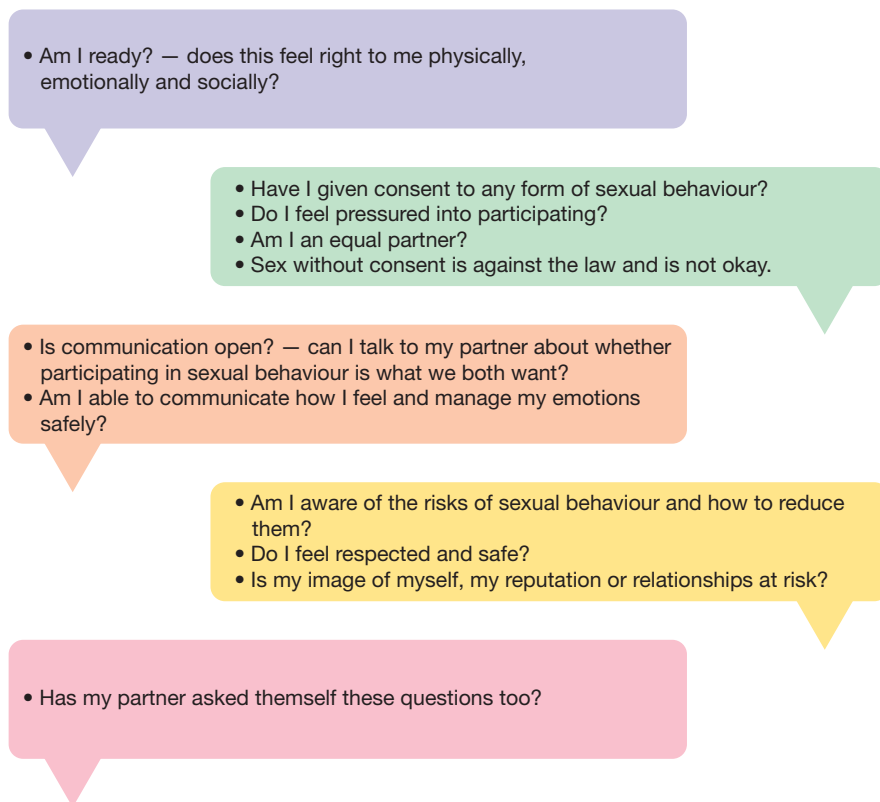 • Am I ready? — does this feel right to me physically,
emotionally and socially?
• Have I given consent to any form of sexual behaviour?
• Do I feel pressured into participating?
• Am I an equal partner?
• Sex without consent is against the law and is not okay.
• Is communication open? — can I talk to my partner about whether
participating in sexual behaviour is what we both want?
• Am I able to communicate how I feel and manage my emotions
safely?
• Am I aware of the risks of sexual behaviour and how to reduce
them?
• Do I feel respected and safe?
• Is my image of myself, my reputation or relationships at risk?
• Has my partner asked themself these questions too?